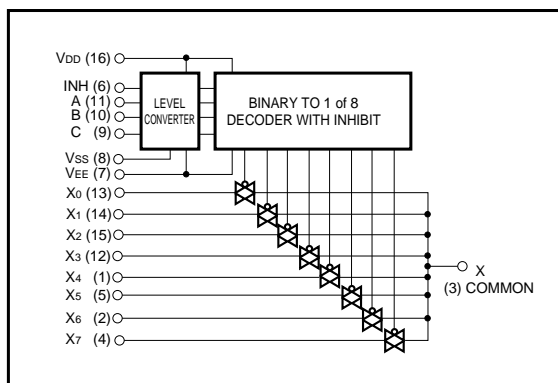 VDD (16)
INH (6)
A (11)
B (10)
C (9)
LEVEL
CONVERTER
BINARY TO 1 of 8
DECODER WITH INHIBIT
VSS (8)
VEE (7)
X0 (13)
X1 (14)
X2 (15)
X3 (12)
X4 (1)
X5 (5)
X6 (2)
X7 (4)
X
(3) COMMON